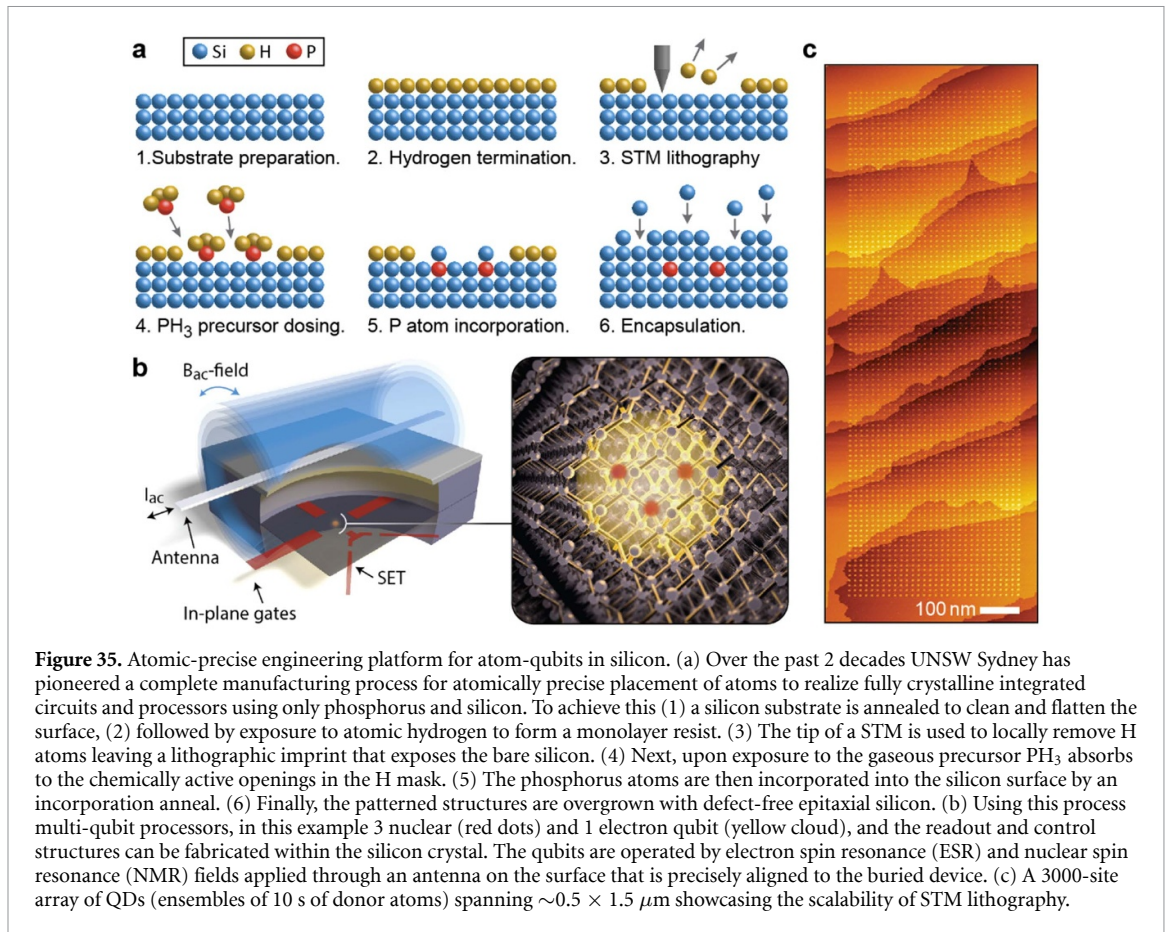 a
Si H P
1.Substrate preparation.
2. Hydrogen termination.
3. STM lithography
4. PH3 precursor dosing.
5. P atom incorporation.
6. Encapsulation.
b
Bac-field
Iac
Antenna
In-plane gates
SET
c
100 nm
Figure 35. Atomic-precise engineering platform for atom-qubits in silicon. (a) Over the past 2 decades UNSW Sydney has
pioneered a complete manufacturing process for atomically precise placement of atoms to realize fully crystalline integrated
circuits and processors using only phosphorus and silicon. To achieve this (1) a silicon substrate is annealed to clean and flatten the
surface, (2) followed by exposure to atomic hydrogen to form a monolayer resist. (3) The tip of a STM is used to locally remove H
atoms leaving a lithographic imprint that exposes the bare silicon. (4) Next, upon exposure to the gaseous precursor PH3 absorbs
to the chemically active openings in the H mask. (5) The phosphorus atoms are then incorporated into the silicon surface by an
incorporation anneal. (6) Finally, the patterned structures are overgrown with defect-free epitaxial silicon. (b) Using this process
multi-qubit processors, in this example 3 nuclear (red dots) and 1 electron qubit (yellow cloud), and the readout and control
structures can be fabricated within the silicon crystal. The qubits are operated by electron spin resonance (ESR) and nuclear spin
resonance (NMR) fields applied through an antenna on the surface that is precisely aligned to the buried device. (c) A 3000-site
array of QDs (ensembles of 10 s of donor atoms) spanning ∼0.5 × 1.5 μm showcasing the scalability of STM lithography.